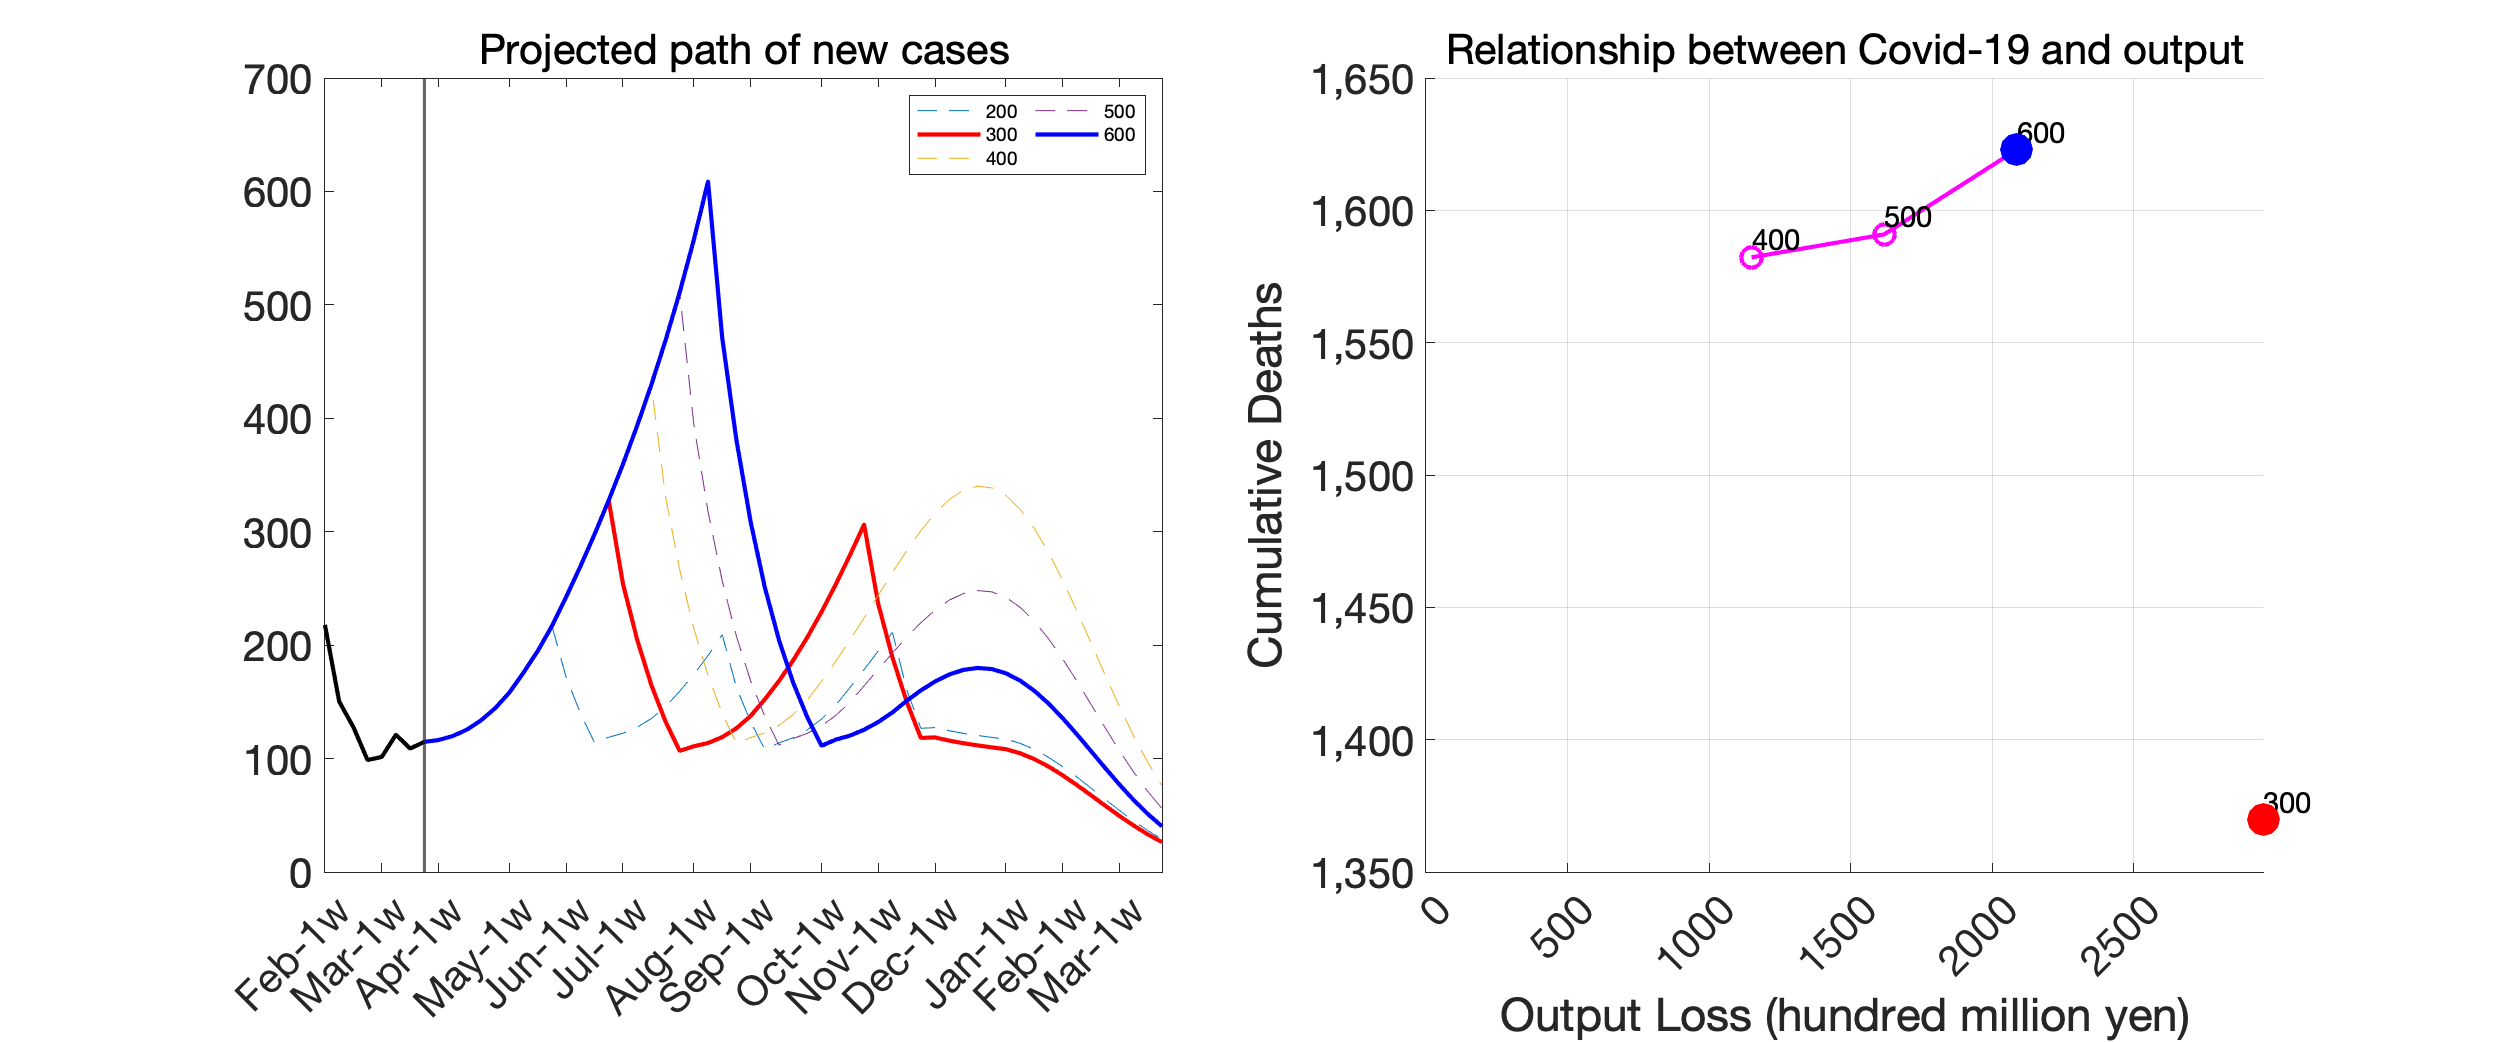 Projected path of new cases
700
600
500
400
300
200
100
0
200
300
400
500
600
Feb-1w
Mar-1w
Apr-1w
May-1w
Jun-1w
Jul-1w
Aug-1w
Sep-1w
Oct-1w
Nov-1w
Dec-1w
Jan-1w
Feb-1w
Mar-1w
Relationship between Covid-19 and output
Cumulative Deaths
1,650
1,600
1,550
1,500
1,450
1,400
1,350
600
500
400
300
0
500
1000
1500
2000
2500
Output Loss (hundred million yen)